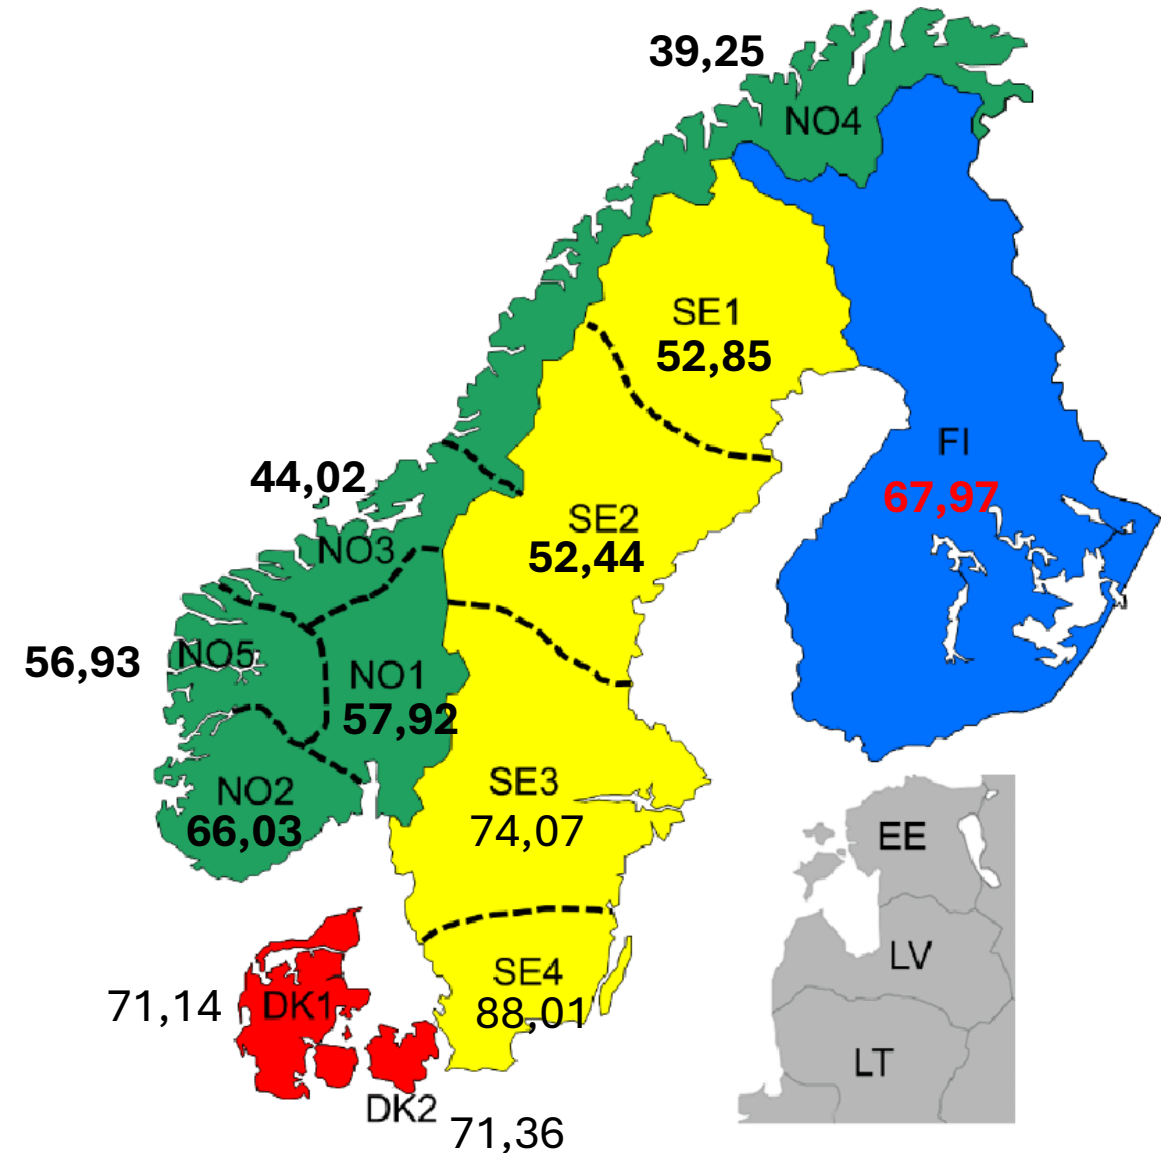 39,25
NO4
SE1
52,85
FI
67,97
44,02
SE2
52,44
NO3
56,93
NO5
NO1
57,92
NO2
66,03
SE3
74,07
EE
LV
SE4
88,01
71,14
DK1
LT
DK2
71,36